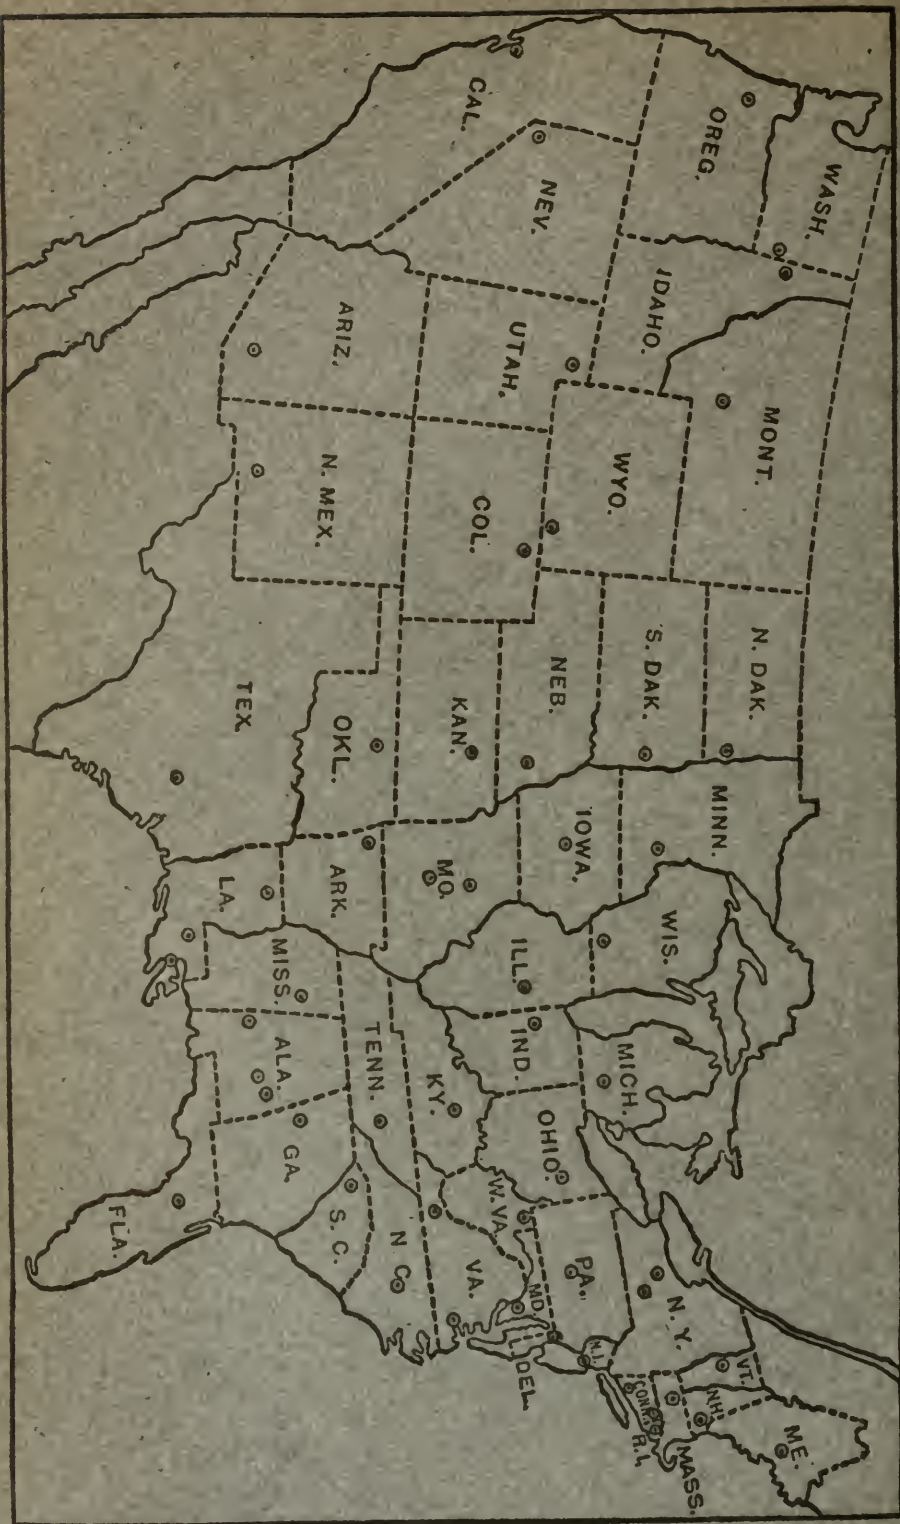 WASH.
OREG.
CAL.
NEV.
IDAHO.
MONT.
WYO.
UTAH.
ARIZ.
COL.
N. MEX.
N. DAK.
S. DAK.
NEB.
KAN.
OKL.
TEX.
MINN.
IOWA.
MO.
ARK.
LA.
WIS.
ILL.
MICH.
IND.
OHIO.
KY.
TENN.
MISS.
ALA.
GA.
FLA.
S. C.
N C.
VA.
W. VA.
MD.
DEL.
PA.
N.J.
N. Y.
CONN.
R.I.
MASS.
VT.
N.H.
ME.